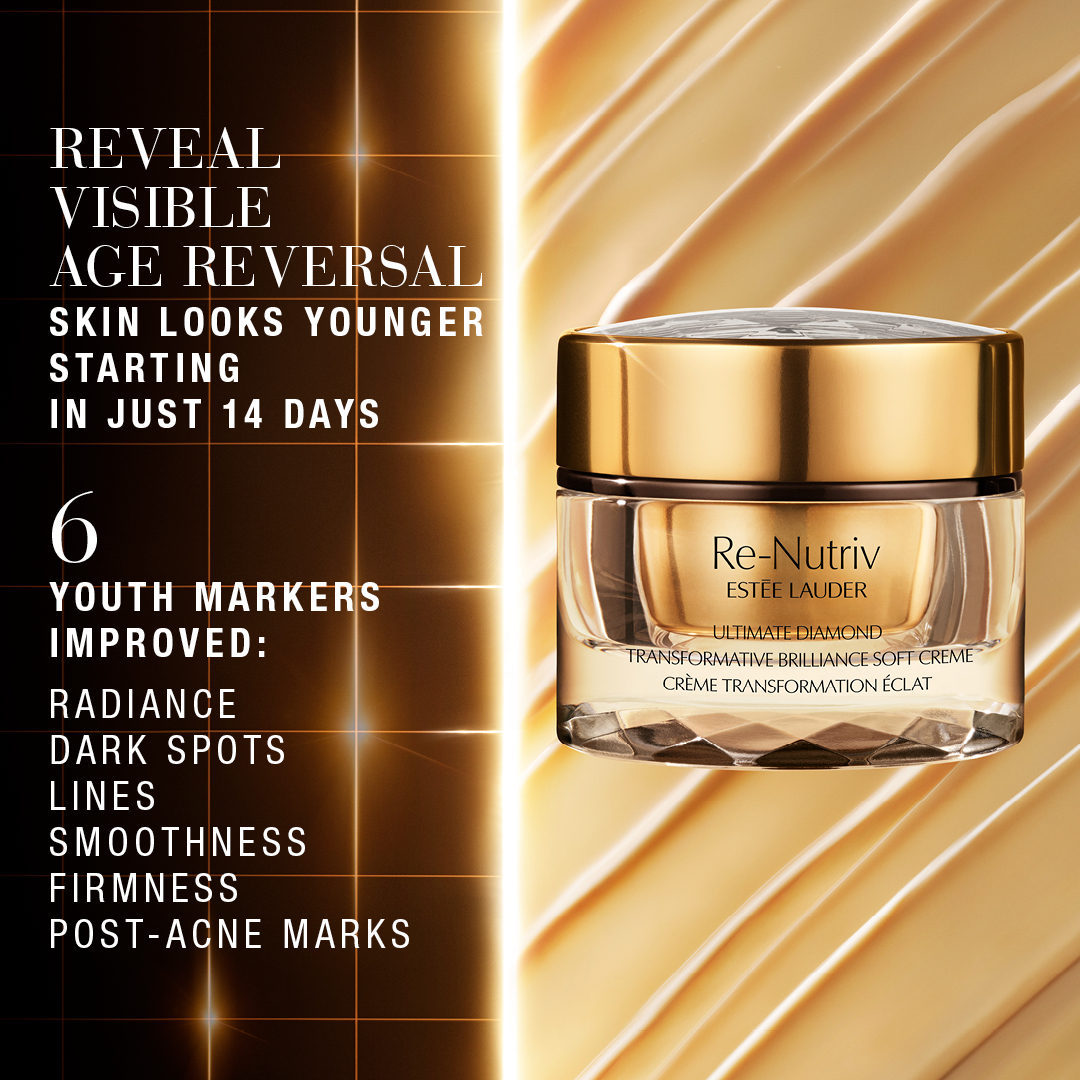 REVEAL
VISIBLE
AGE REVERSAL
SKIN LOOKS YOUNGER
STARTING
IN JUST 14 DAYS
6
YOUTH MARKERS
IMPROVED:
RADIANCE
DARK SPOTS
LINES
SMOOTHNESS
FIRMNESS
POST-ACNE MARKS
Re-Nutriv
ESTĒE LAUDER
ULTIMATE DIAMOND
TRANSFORMATIVE BRILLIANCE SOFT CREME
CRÈME TRANSFORMATION ÉCLAT